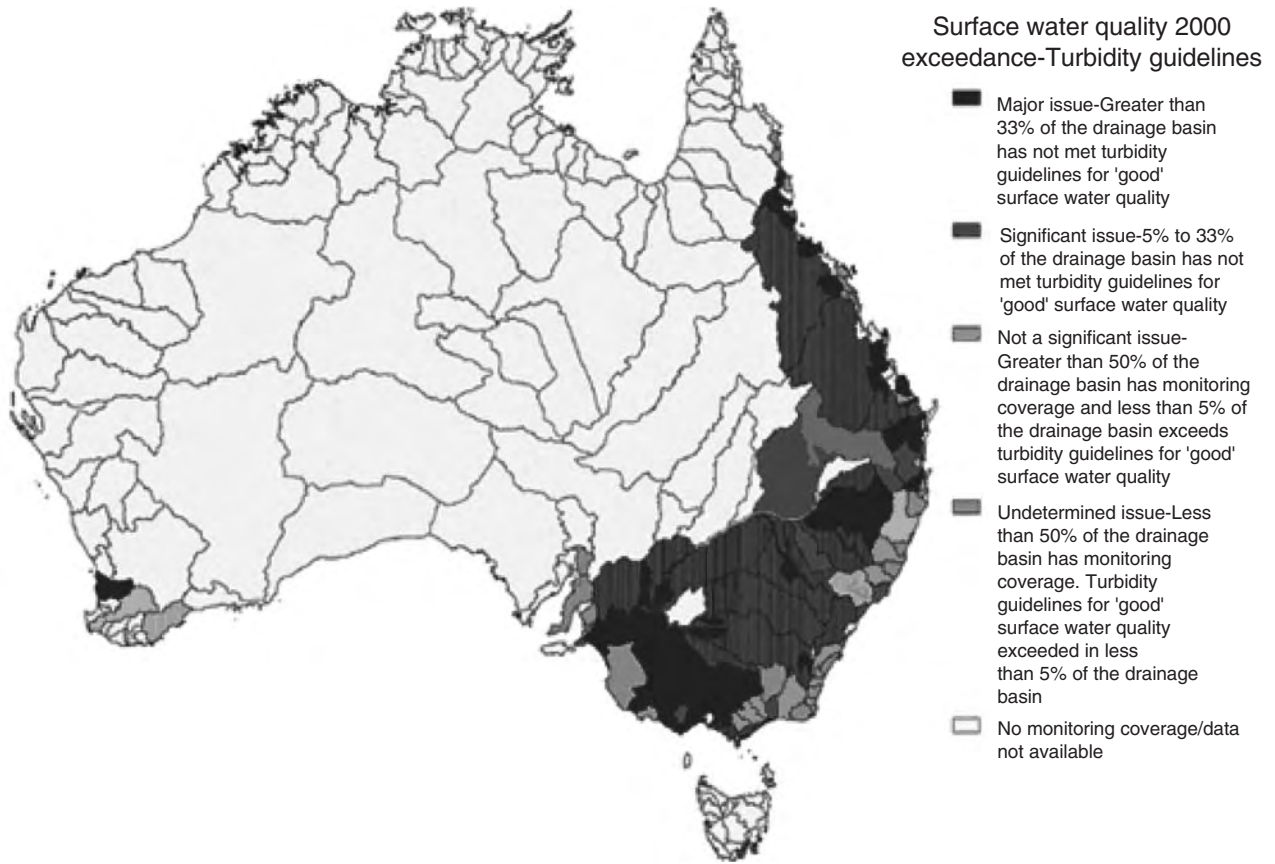 Surface water quality 2000
exceedance-Turbidity guidelines
Major issue-Greater than
33% of the drainage basin
has not met turbidity
guidelines for 'good'
surface water quality
Significant issue-5% to 33%
of the drainage basin has not
met turbidity guidelines for
'good' surface water quality
Not a significant issue-
Greater than 50% of the
drainage basin has monitoring
coverage and less than 5% of
the drainage basin exceeds
turbidity guidelines for 'good'
surface water quality
Undetermined issue-Less
than 50% of the drainage
basin has monitoring
coverage. Turbidity
guidelines for 'good'
surface water quality
exceeded in less
than 5% of the drainage
basin
No monitoring coverage/data
not available